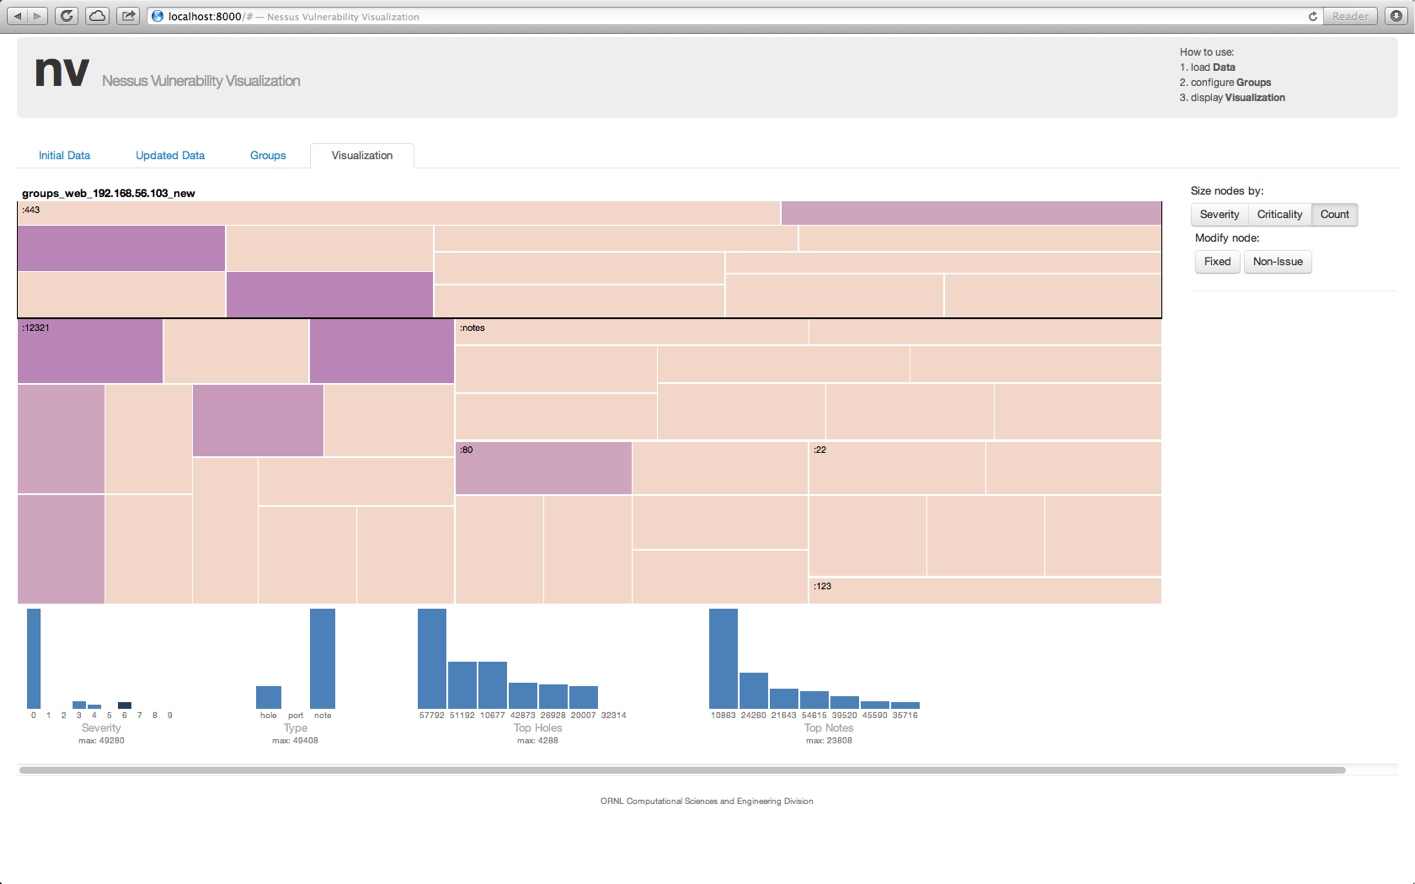 localhost:8000/# — Nessus Vulnerability Visualization
Reader
nv Nessus Vulnerability Visualization
How to use:
1. load Data
2. configure Groups
3. display Visualization
Initial Data
Updated Data
Groups
Visualization
groups_web_192.168.56.103_new
Size nodes by:
Severity
Criticality
Count
Modify node:
Fixed
Non-Issue
:443
:12321
:notes
:80
:22
:123
0 1 2 3 4 5 6 7 8 9
Severity
max: 49280
hole port note
Type
max: 49408
57792 51192 10677 42873 26928 20007 32314
Top Holes
max: 4288
10863 24260 21643 54615 39520 45590 35716
Top Notes
max: 23808
ORNL Computational Sciences and Engineering Division